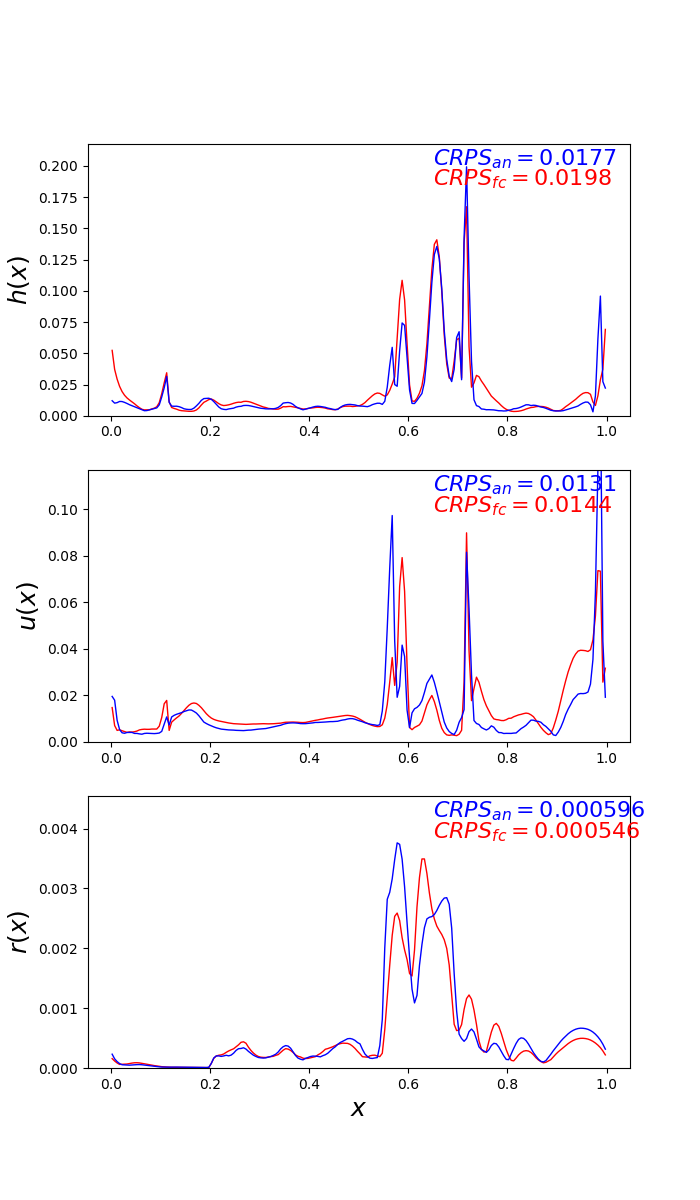 CRPS_an = 0.0177
CRPS_fc = 0.0198
0.200
0.175
0.150
0.125
0.100
0.075
0.050
0.025
0.000
h(x)
0.0 0.2 0.4 0.6 0.8 1.0
CRPS_an = 0.0131
CRPS_fc = 0.0144
0.10
0.08
0.06
0.04
0.02
0.00
u(x)
0.0 0.2 0.4 0.6 0.8 1.0
CRPS_an = 0.000596
CRPS_fc = 0.000546
0.004
0.003
0.002
0.001
0.000
r(x)
0.0 0.2 0.4 0.6 0.8 1.0
x